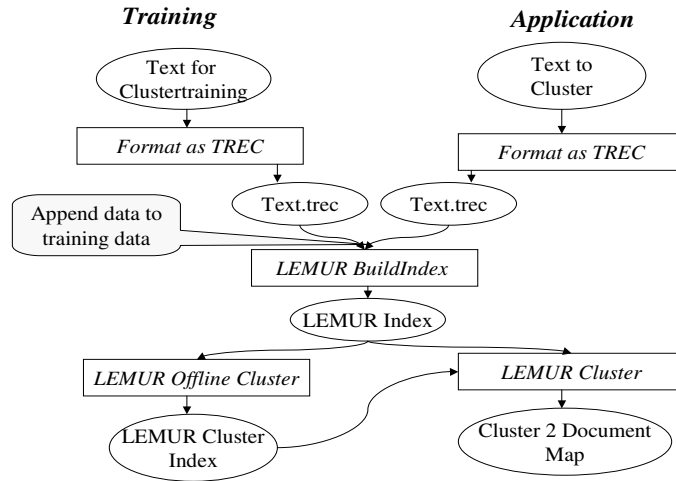 Training
Application
Text for
Clustertraining
Text to
Cluster
Format as TREC
Format as TREC
Text.trec
Text.trec
Append data to
training data
LEMUR BuildIndex
LEMUR Index
LEMUR Offline Cluster
LEMUR Cluster
LEMUR Cluster
Index
Cluster 2 Document
Map